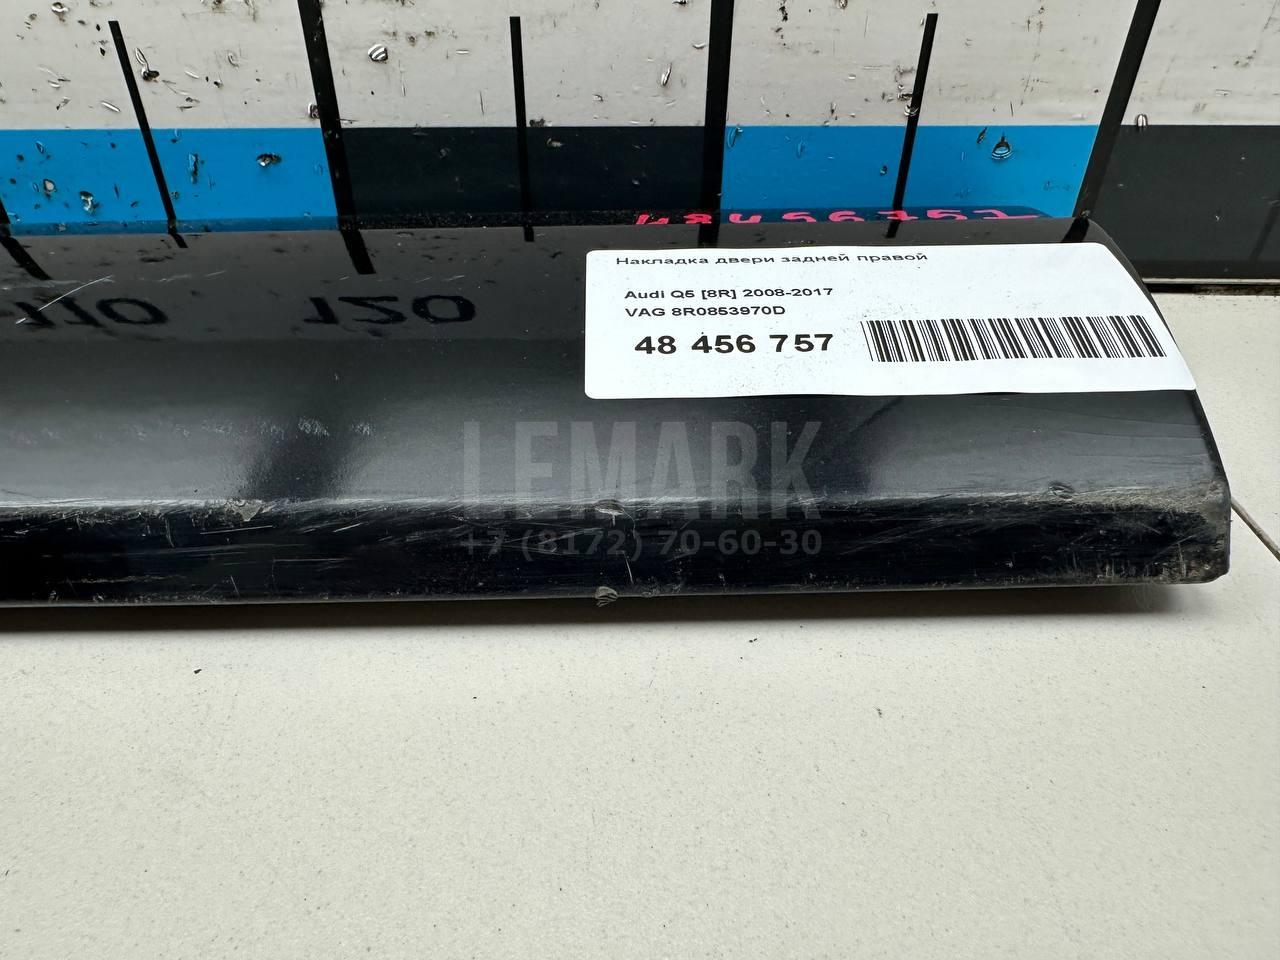 48456757
Накладка двери задней правой
Audi Q5 [8R] 2008-2017
VAG 8R0853970D
48 456 757
110 120
LEMARK
+7 (8172) 70-60-30